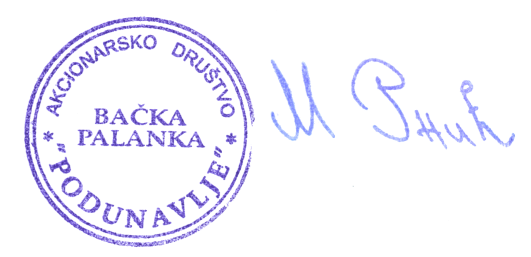 AKCIONARSKO DRUŠTVO
BAČKA
PALANKA
* "PODUNAVLJE" *
М